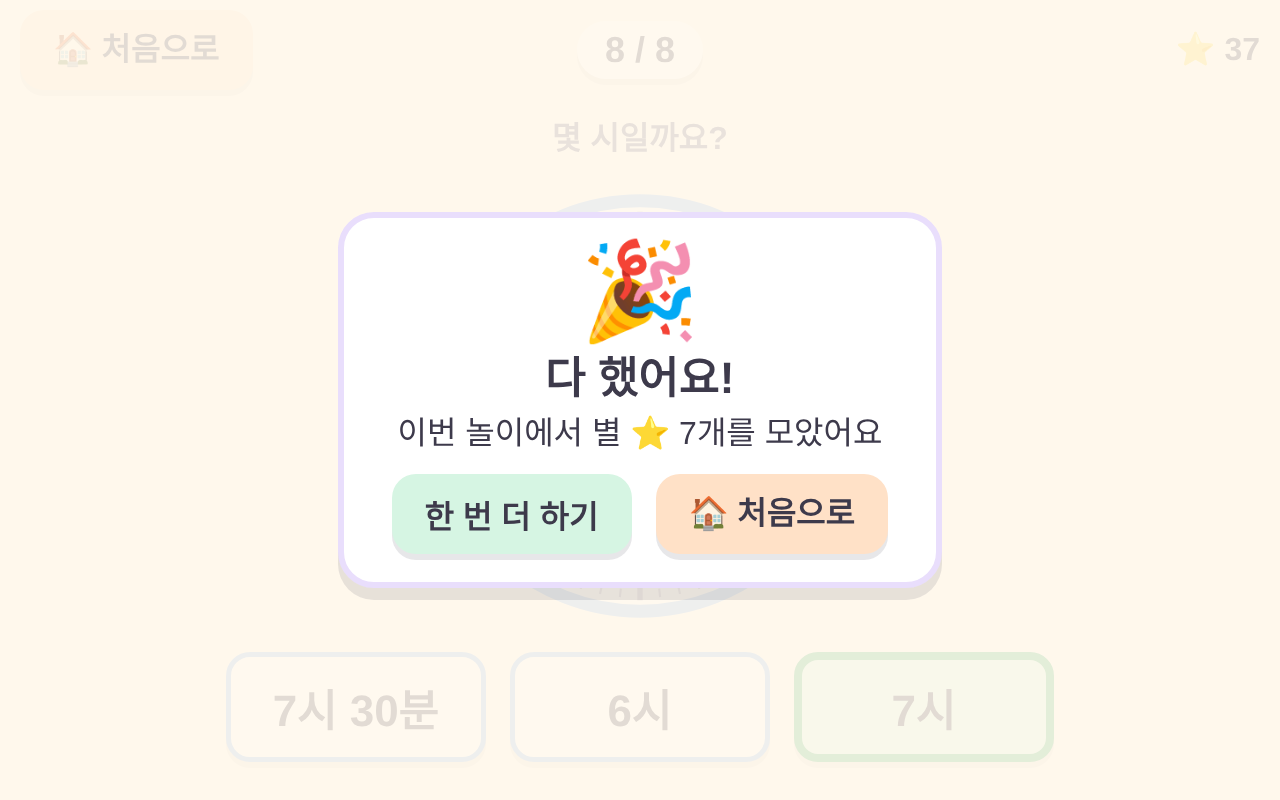 🏠 처음으로
8 / 8
⭐ 37
몇 시일까요?
다 했어요!
이번 놀이에서 별 ⭐ 7개를 모았어요
한 번 더 하기
🏠 처음으로
7시 30분
6시
7시